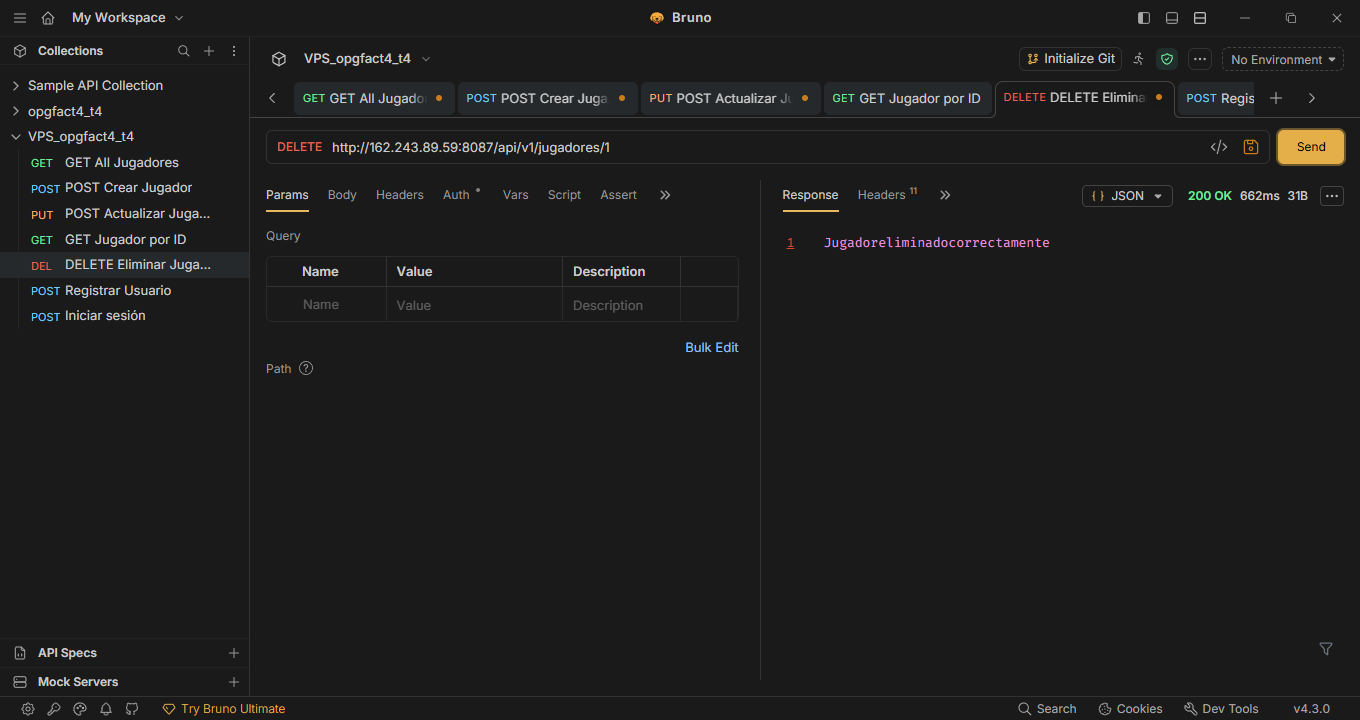 My Workspace
Bruno
Collections
Sample API Collection
opgfact4_t4
VPS_opgfact4_t4
GET GET All Jugadores
POST POST Crear Jugador
PUT POST Actualizar Juga...
GET GET Jugador por ID
DEL DELETE Eliminar Juga...
POST Registrar Usuario
POST Iniciar sesión
API Specs
Mock Servers
VPS_opgfact4_t4
Initialize Git
No Environment
GET GET All Jugado
POST POST Crear Juga
PUT POST Actualizar J
GET GET Jugador por ID
DELETE DELETE Elimina
POST Regis
DELETE http://162.243.89.59:8087/api/v1/jugadores/1
</>
Send
Params Body Headers Auth Vars Script Assert
Query
Name Value Description
Name Value Description
Bulk Edit
Path ?
Response Headers 11
{ } JSON
200 OK 662ms 31B
1 Jugadoreliminadocorrectamente
Try Bruno Ultimate
Search Cookies Dev Tools v4.3.0